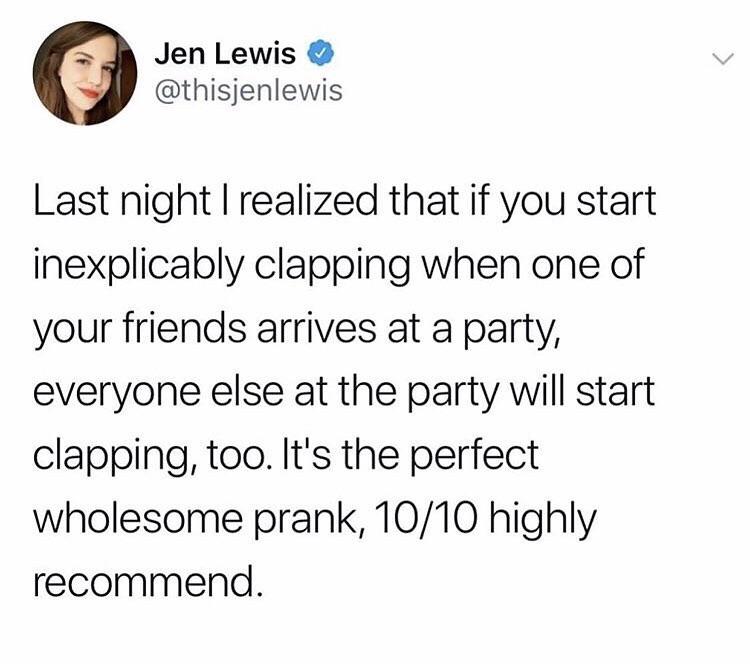 Jen Lewis
@thisjenlewis
Last night I realized that if you start
inexplicably clapping when one of
your friends arrives at a party,
everyone else at the party will start
clapping, too. It's the perfect
wholesome prank, 10/10 highly
recommend.